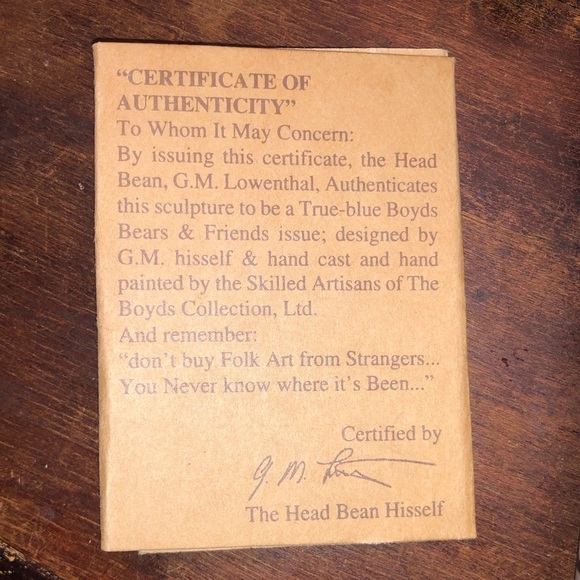 “CERTIFICATE OF
AUTHENTICITY”
To Whom It May Concern:
By issuing this certificate, the Head
Bean, G.M. Lowenthal, Authenticates
this sculpture to be a True-blue Boyds
Bears & Friends issue; designed by
G.M. hisself & hand cast and hand
painted by the Skilled Artisans of The
Boyds Collection, Ltd.
And remember:
“don't buy Folk Art from Strangers...
You Never know where it's Been...”
Certified by
G. M.
The Head Bean Hisself